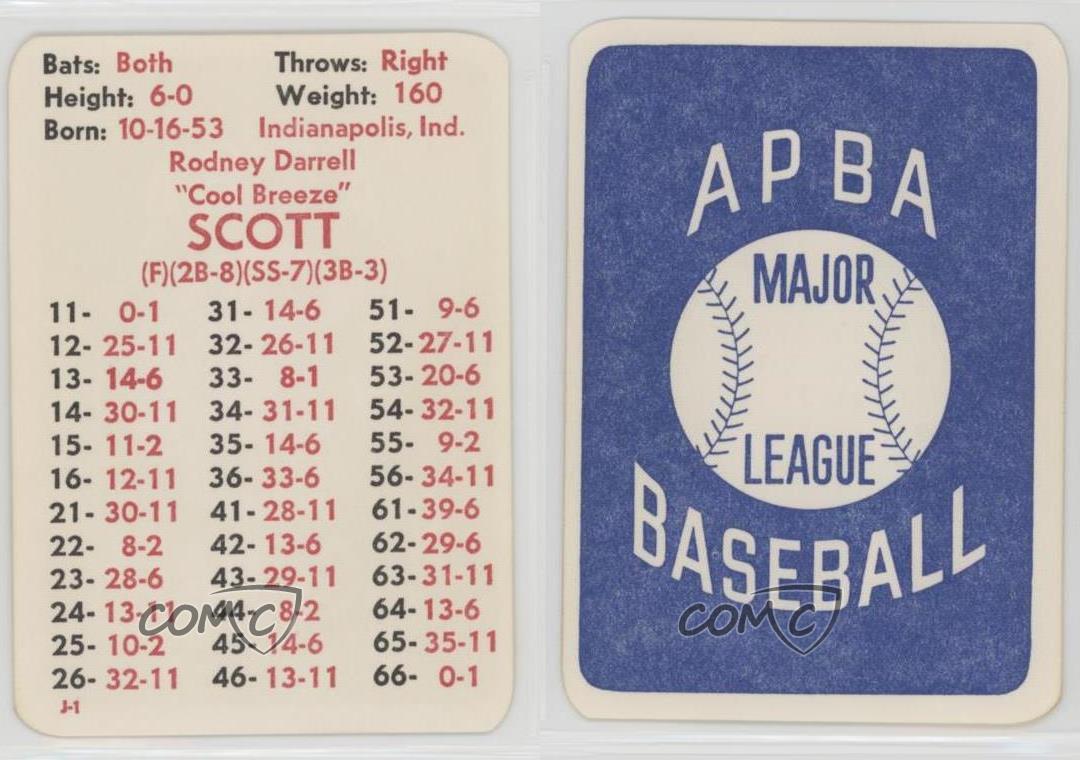 Bats: Both Throws: Right
Height: 6-0 Weight: 160
Born: 10-16-53 Indianapolis, Ind.
Rodney Darrell
"Cool Breeze"
SCOTT
(F)(2B-8)(SS-7)(3B-3)
11- 0-1 31- 14-6 51- 9-6
12- 25-11 32- 26-11 52- 27-11
13- 14-6 33- 8-1 53- 20-6
14- 30-11 34- 31-11 54- 32-11
15- 11-2 35- 14-6 55- 9-2
16- 12-11 36- 33-6 56- 34-11
21- 30-11 41- 28-11 61- 39-6
22- 8-2 42- 13-6 62- 29-6
23- 28-6 43- 29-11 63- 31-11
24- 13-11 44- 8-2 64- 13-6
25- 10-2 45- 14-6 65- 35-11
26- 32-11 46- 13-11 66- 0-1
J-1
COMC
APBA
MAJOR
LEAGUE
BASEBALL
COMC